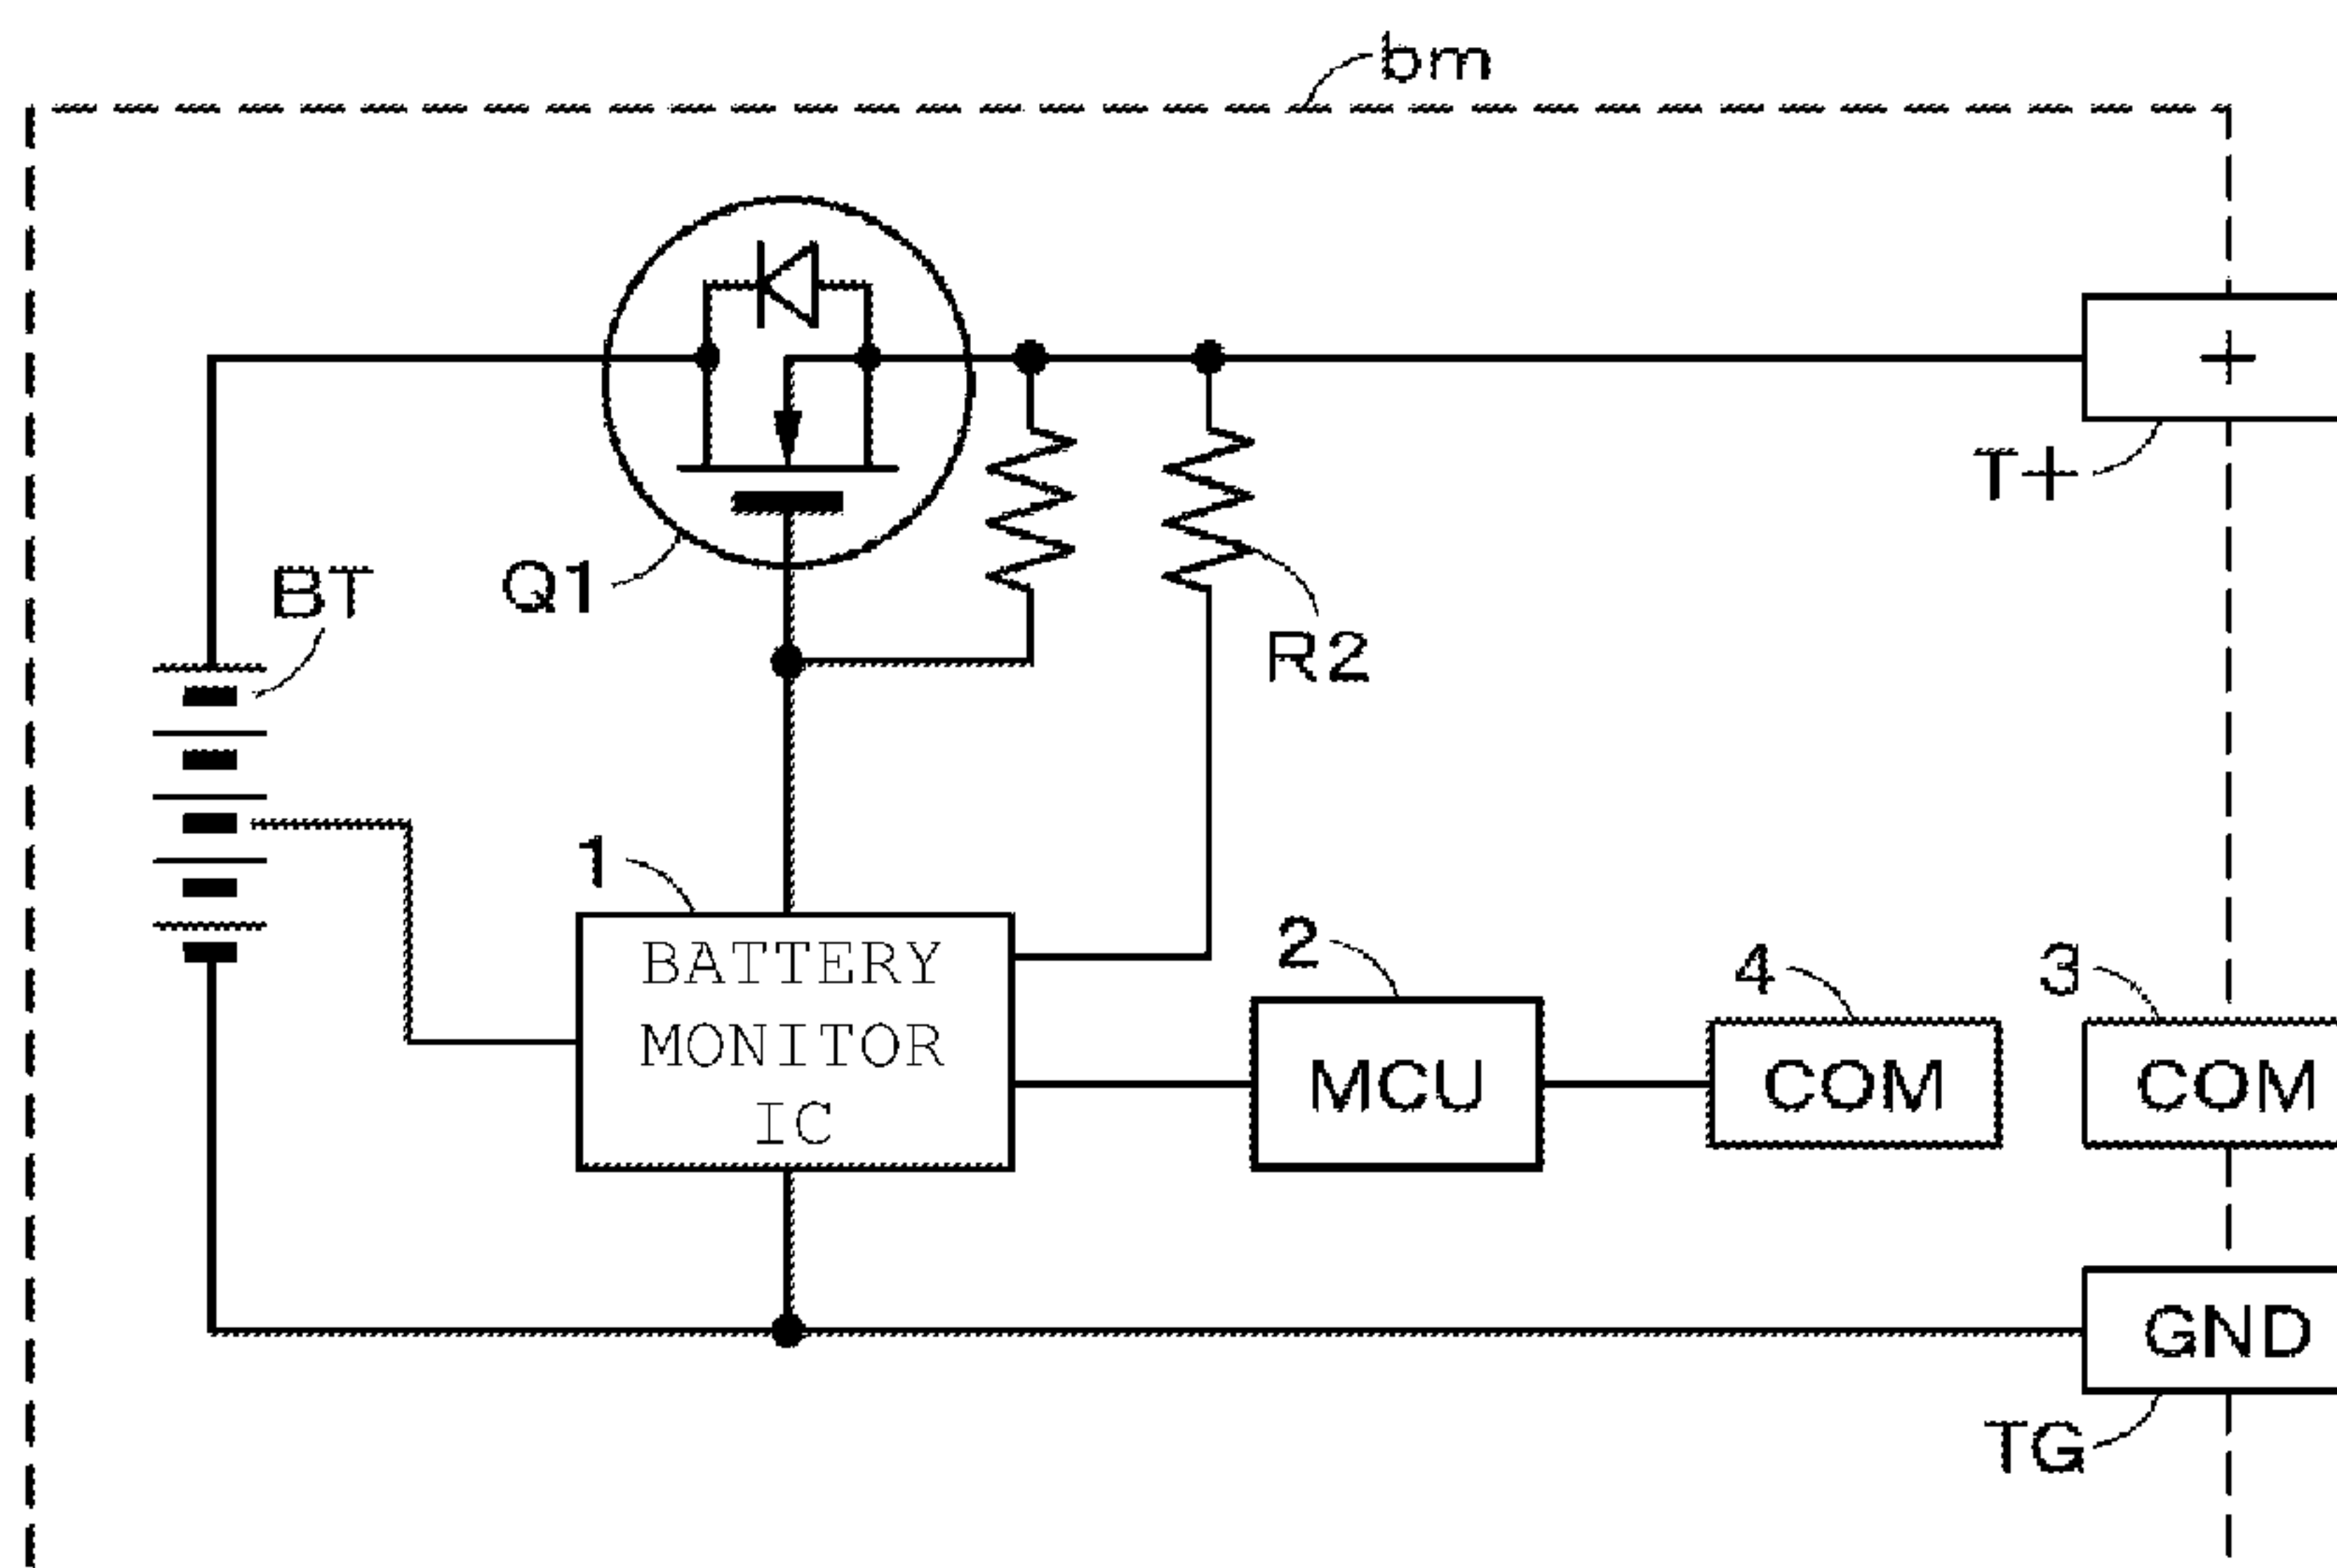 bm
+
T+
Q1
BT
R2
1
BATTERY
MONITOR
IC
2
MCU
4
COM
3
COM
GND
TG